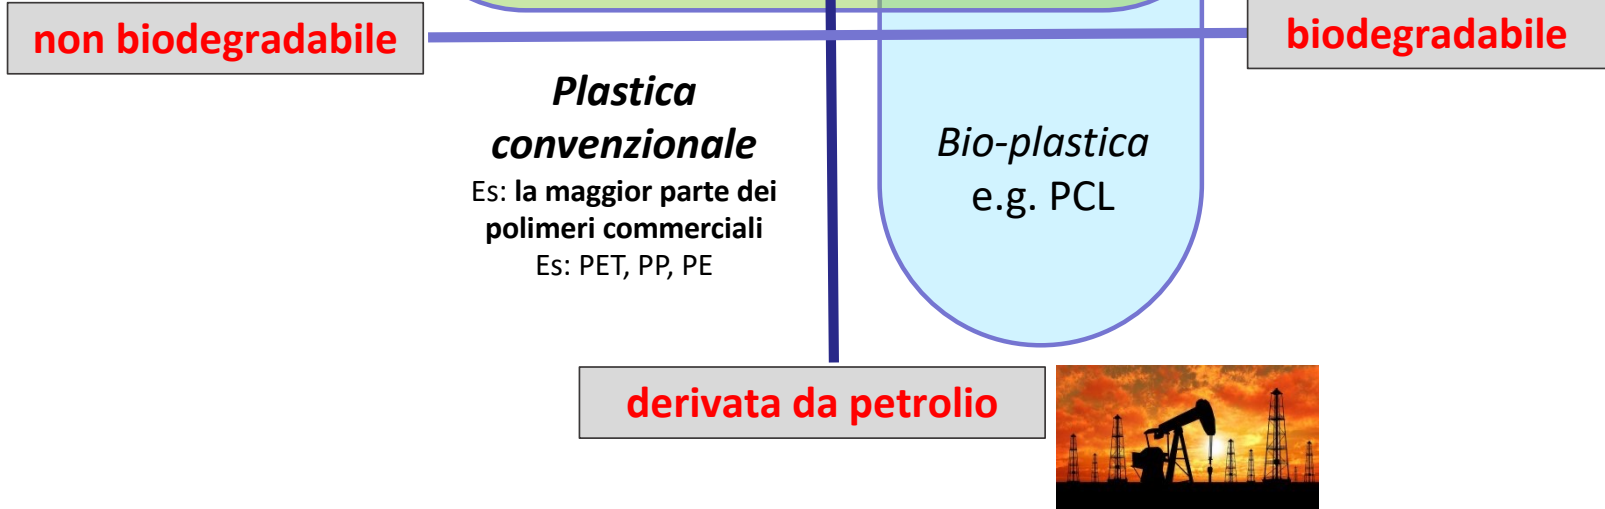 non biodegradabile
biodegradabile
Plastica
convenzionale
Es: la maggior parte dei
polimeri commerciali
Es: PET, PP, PE
Bio-plastica
e.g. PCL
derivata da petrolio